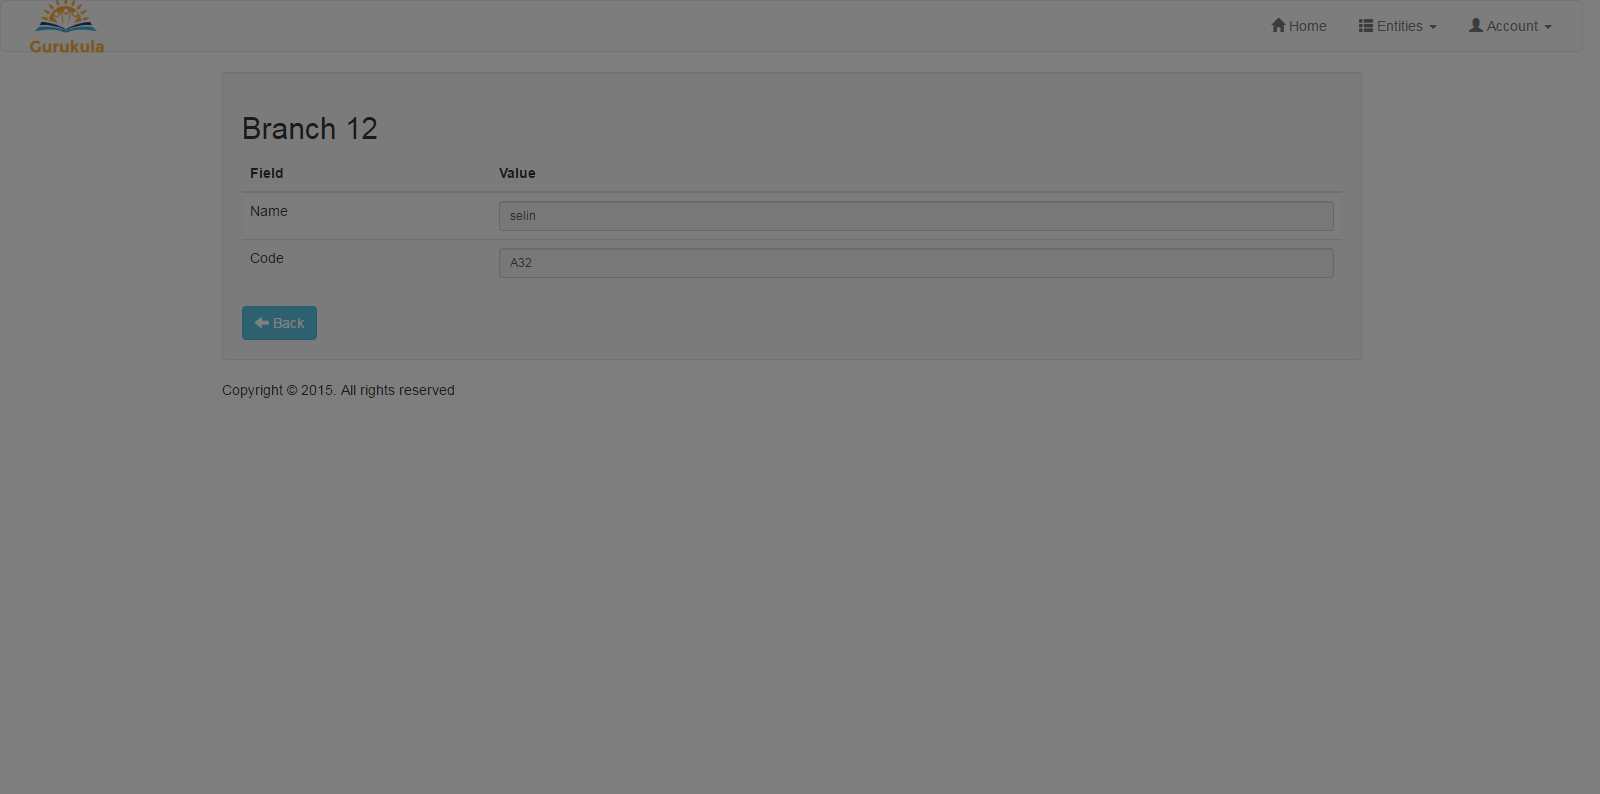 Gurukula
Home Entities Account
Branch 12
Field Value
Name selin
Code A32
Back
Copyright © 2015. All rights reserved